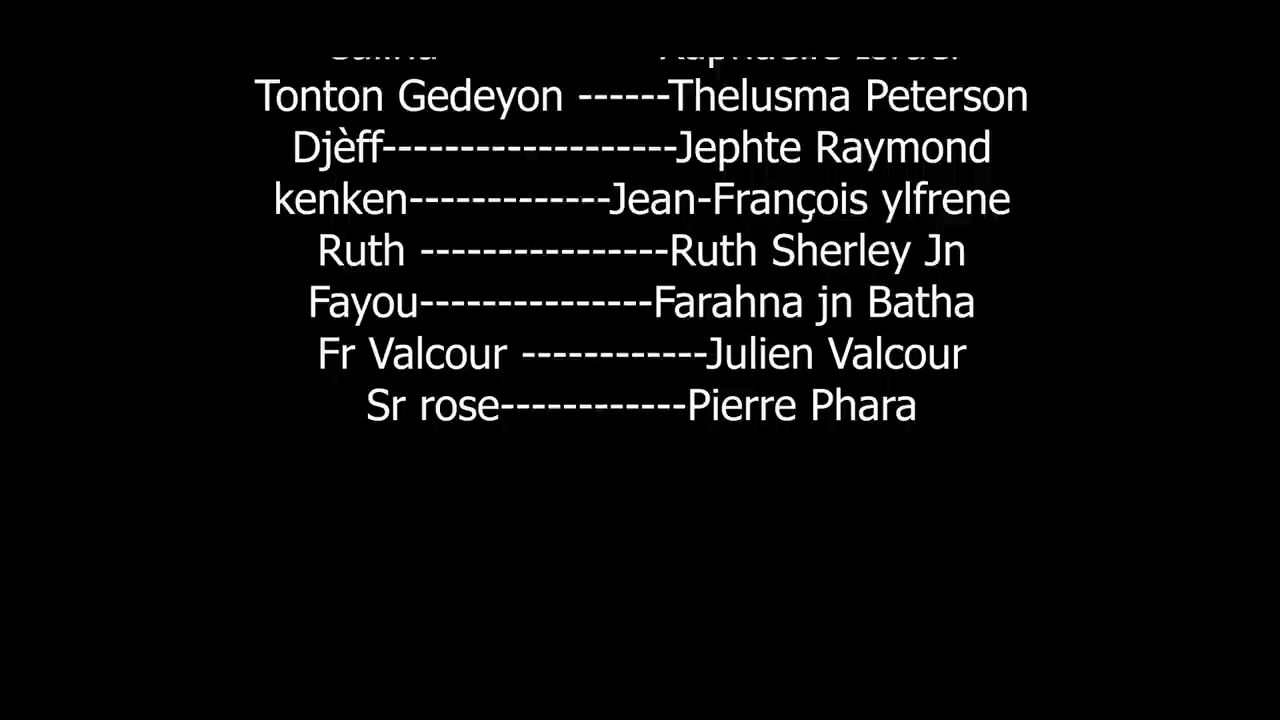 Tonton Gedeyon ------Thelusma Peterson
Djèff-------------------Jephte Raymond
kenken-------------Jean-François ylfrene
Ruth ----------------Ruth Sherley Jn
Fayou---------------Farahna jn Batha
Fr Valcour ------------Julien Valcour
Sr rose------------Pierre Phara